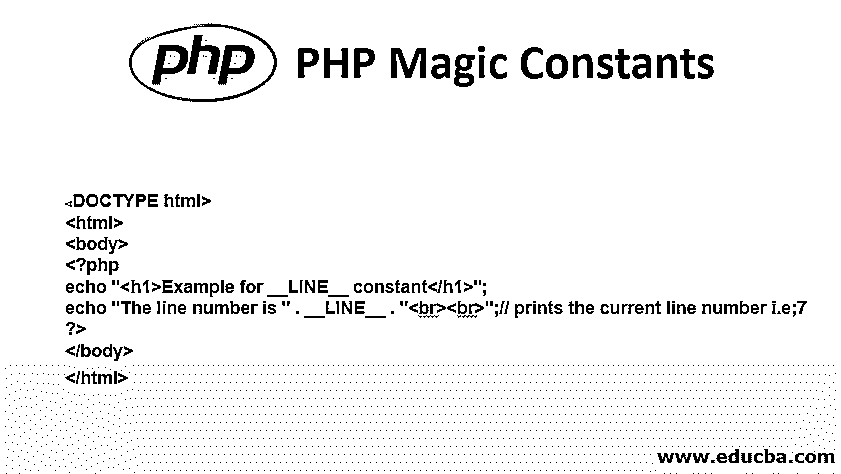 php PHP Magic Constants
<DOCTYPE html>
<html>
<body>
<?php
echo "<h1>Example for __LINE__ constant</h1>";
echo "The line number is " . __LINE__ . "<br><br>";// prints the current line number i.e;7
?>
</body>
</html>
www.educba.com